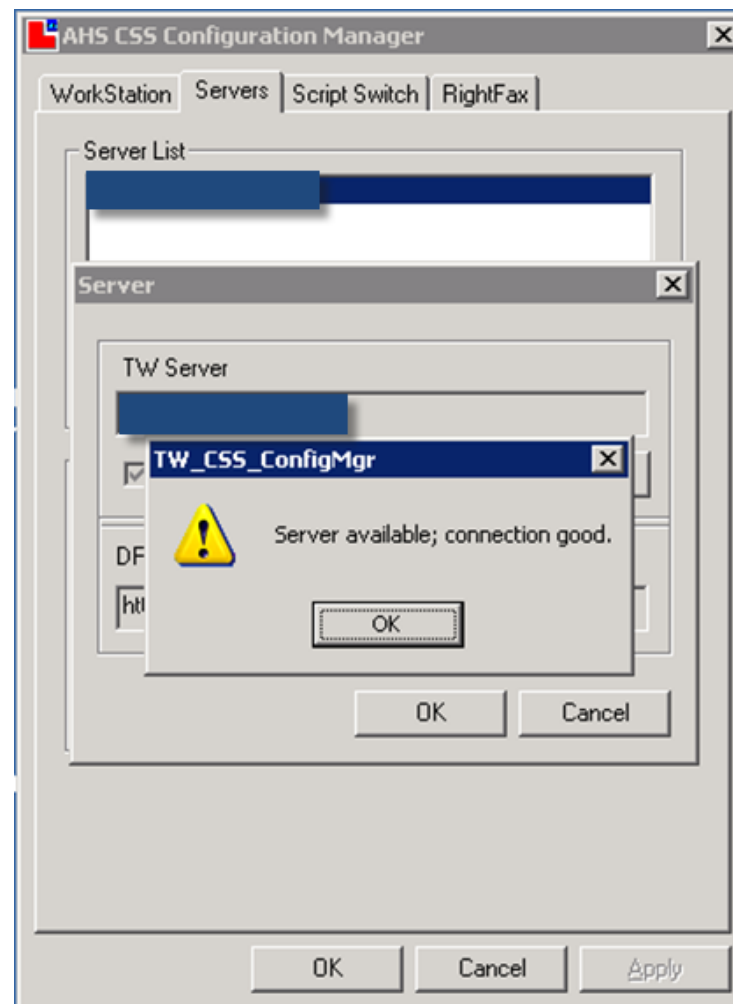 AHS CSS Configuration Manager
WorkStation Servers Script Switch RightFax
Server List
Server
TW Server
TW_CSS_ConfigMgr
Server available; connection good.
OK
OK Cancel
OK Cancel Apply